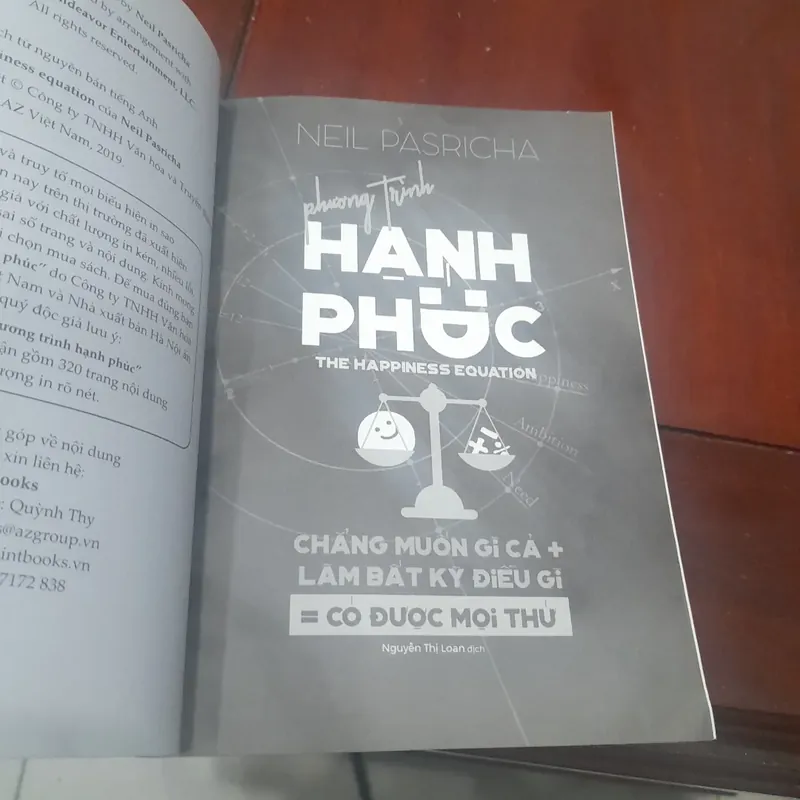 by Neil Pasricha
by arrangement with
Endeavor Entertainment, LLC.
All rights reserved.
ịch từ nguyên bản tiếng Anh
iness equation của Neil Pasricha
© Công ty TNHH Văn hóa và Truyền
AZ Việt Nam, 2019.
và truy tố mọi biểu hiện in sao
n nay trên thị trường đã xuất hiện
giả với chất lượng in kém, nhiều lỗi
sai số trang và nội dung. Kính mong
chọn mua sách. Để mua đúng bản
phúc" do Công ty TNHH Văn hóa
t Nam và Nhà xuất bản Hà Nội ấn
quý độc giả lưu ý:
ương trình hạnh phúc"
ận gồm 320 trang nội dung
ượng in rõ nét.
góp về nội dung
xin liên hệ:
ooks
: Quỳnh Thy
s@azgroup.vn
intbooks.vn
7172 838
NEIL PASRICHA
phương trình
HẠNH
PHÚC
THE HAPPINESS EQUATION
x
3
=12
Happiness
Ambition
Need
CHẲNG MUỐN GÌ CẢ +
LÀM BẤT KỲ ĐIỀU GÌ
= CÓ ĐƯỢC MỌI THỨ
Nguyễn Thị Loan dịch